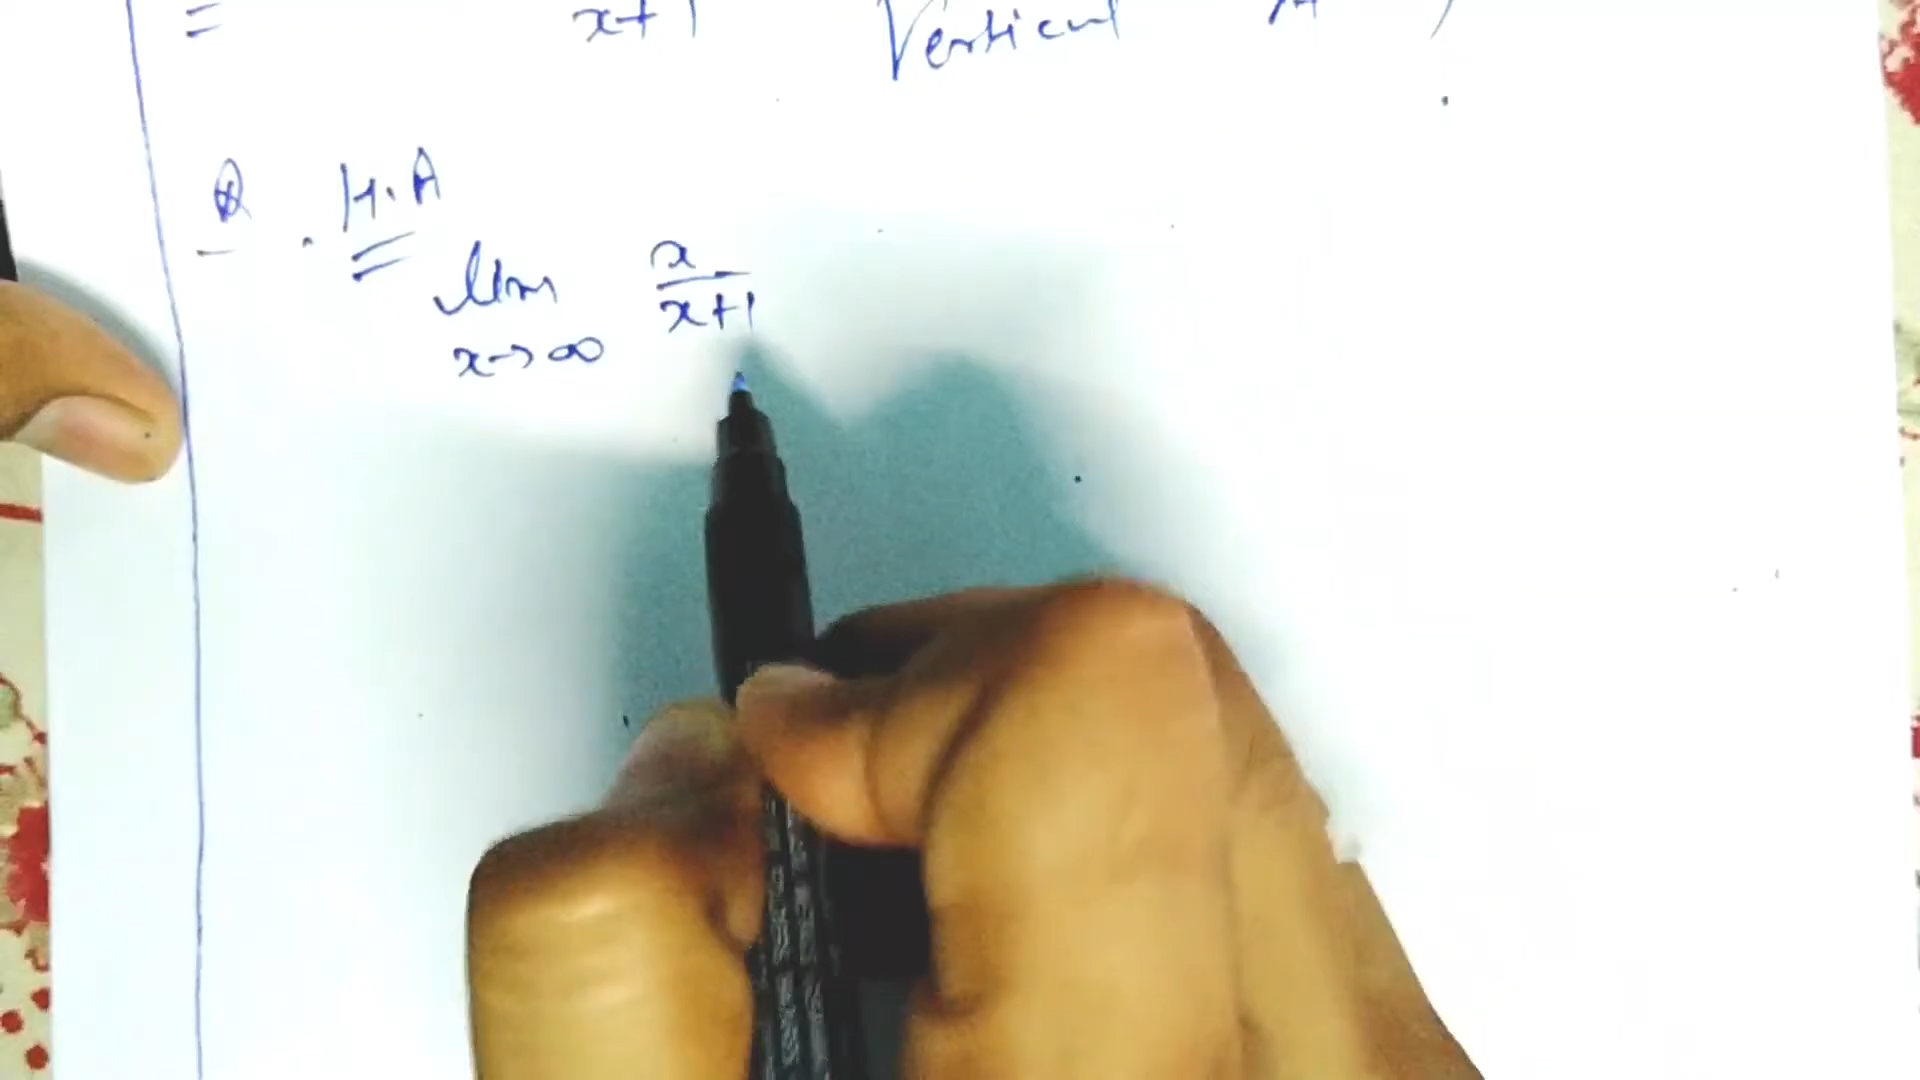 = x+1 Vertical A
Q. H.A
lim x/x+1
x→∞